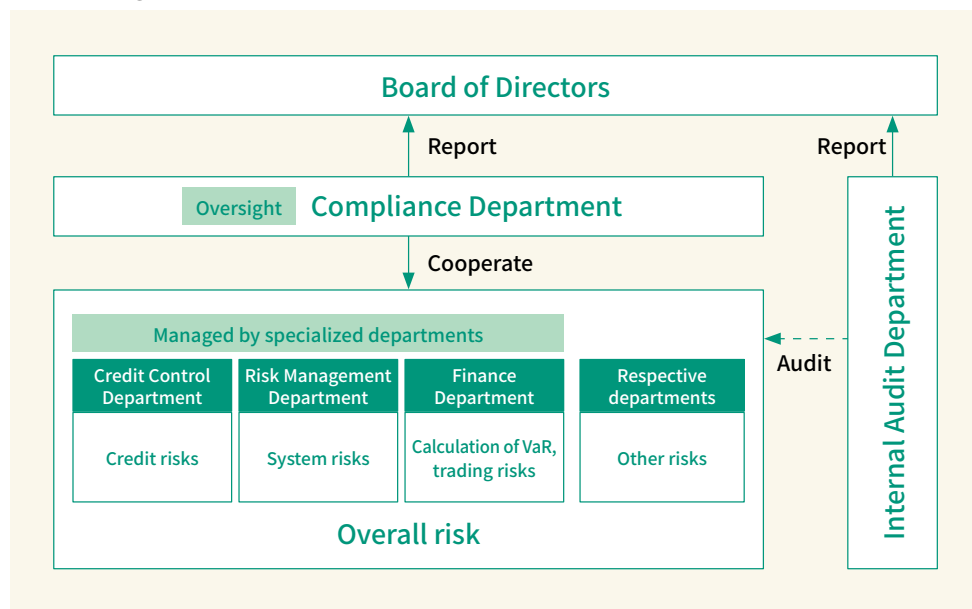 Board of Directors
Report
Report
Oversight
Compliance Department
Cooperate
Managed by specialized departments
Credit Control
Department
Risk Management
Department
Finance
Department
Respective
departments
Credit risks
System risks
Calculation of VaR,
trading risks
Other risks
Overall risk
Audit
Internal Audit Department